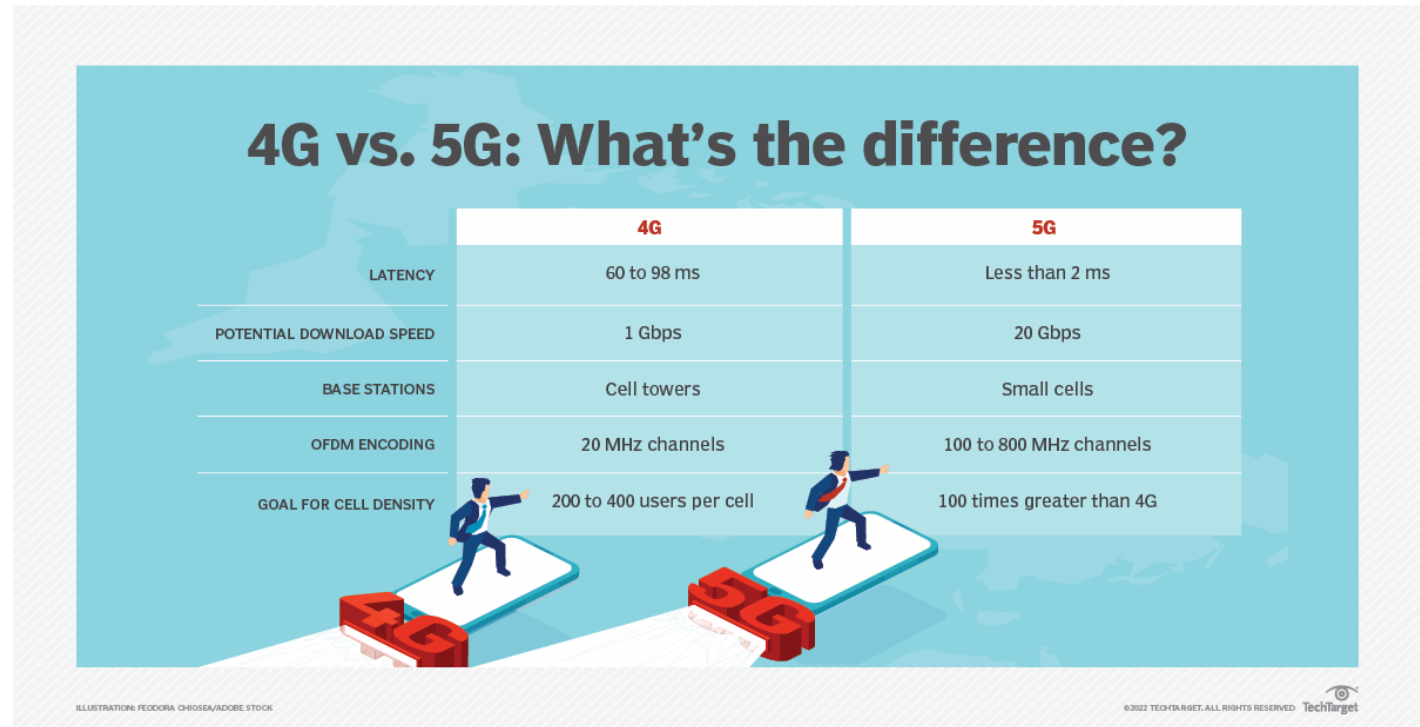 4G vs. 5G: What's the difference?
4G 5G
LATENCY 60 to 98 ms Less than 2 ms
POTENTIAL DOWNLOAD SPEED 1 Gbps 20 Gbps
BASE STATIONS Cell towers Small cells
OFDM ENCODING 20 MHz channels 100 to 800 MHz channels
GOAL FOR CELL DENSITY 200 to 400 users per cell 100 times greater than 4G
4G 5G
ILLUSTRATION: FEODORA CHIOSEA/ADOBE STOCK ©2022 TECHTARGET. ALL RIGHTS RESERVED TechTarget